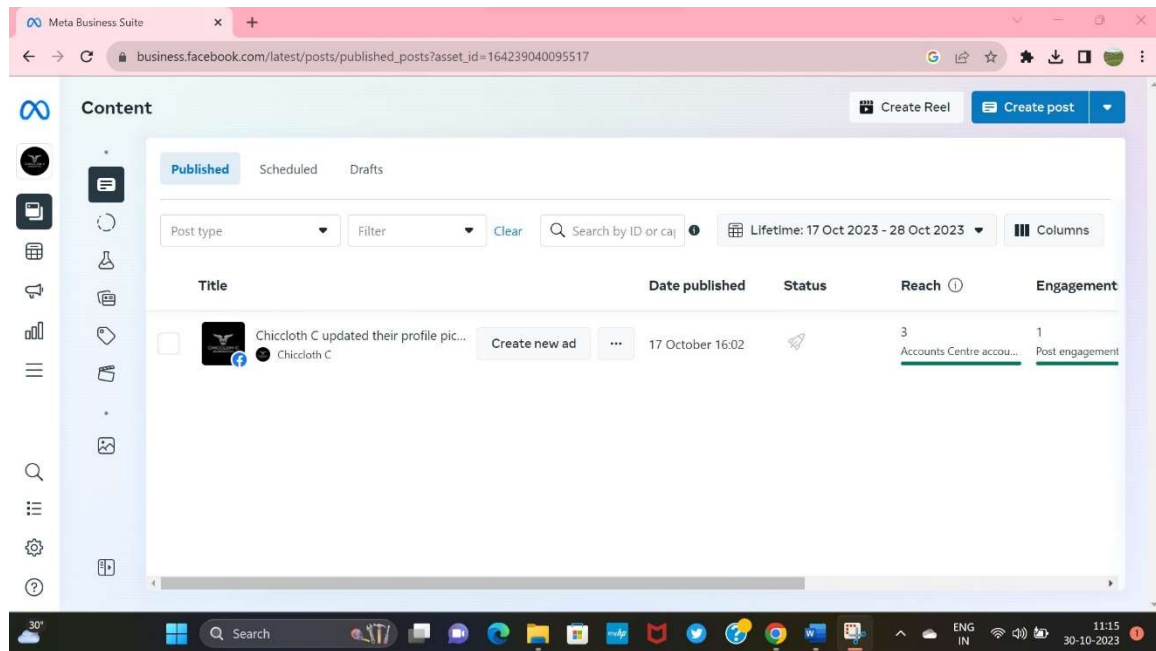 Meta Business Suite
business.facebook.com/latest/posts/published_posts?asset_id=164239040095517
Content
Create Reel
Create post
Published Scheduled Drafts
Post type
Filter
Clear
Search by ID or cap
Lifetime: 17 Oct 2023 - 28 Oct 2023
Columns
Title Date published Status Reach Engagement
Chiccloth C updated their profile pic...
Chiccloth C
Create new ad
17 October 16:02
3
Accounts Centre accou...
1
Post engagement
30°
Search
ENG
IN
11:15
30-10-2023
1